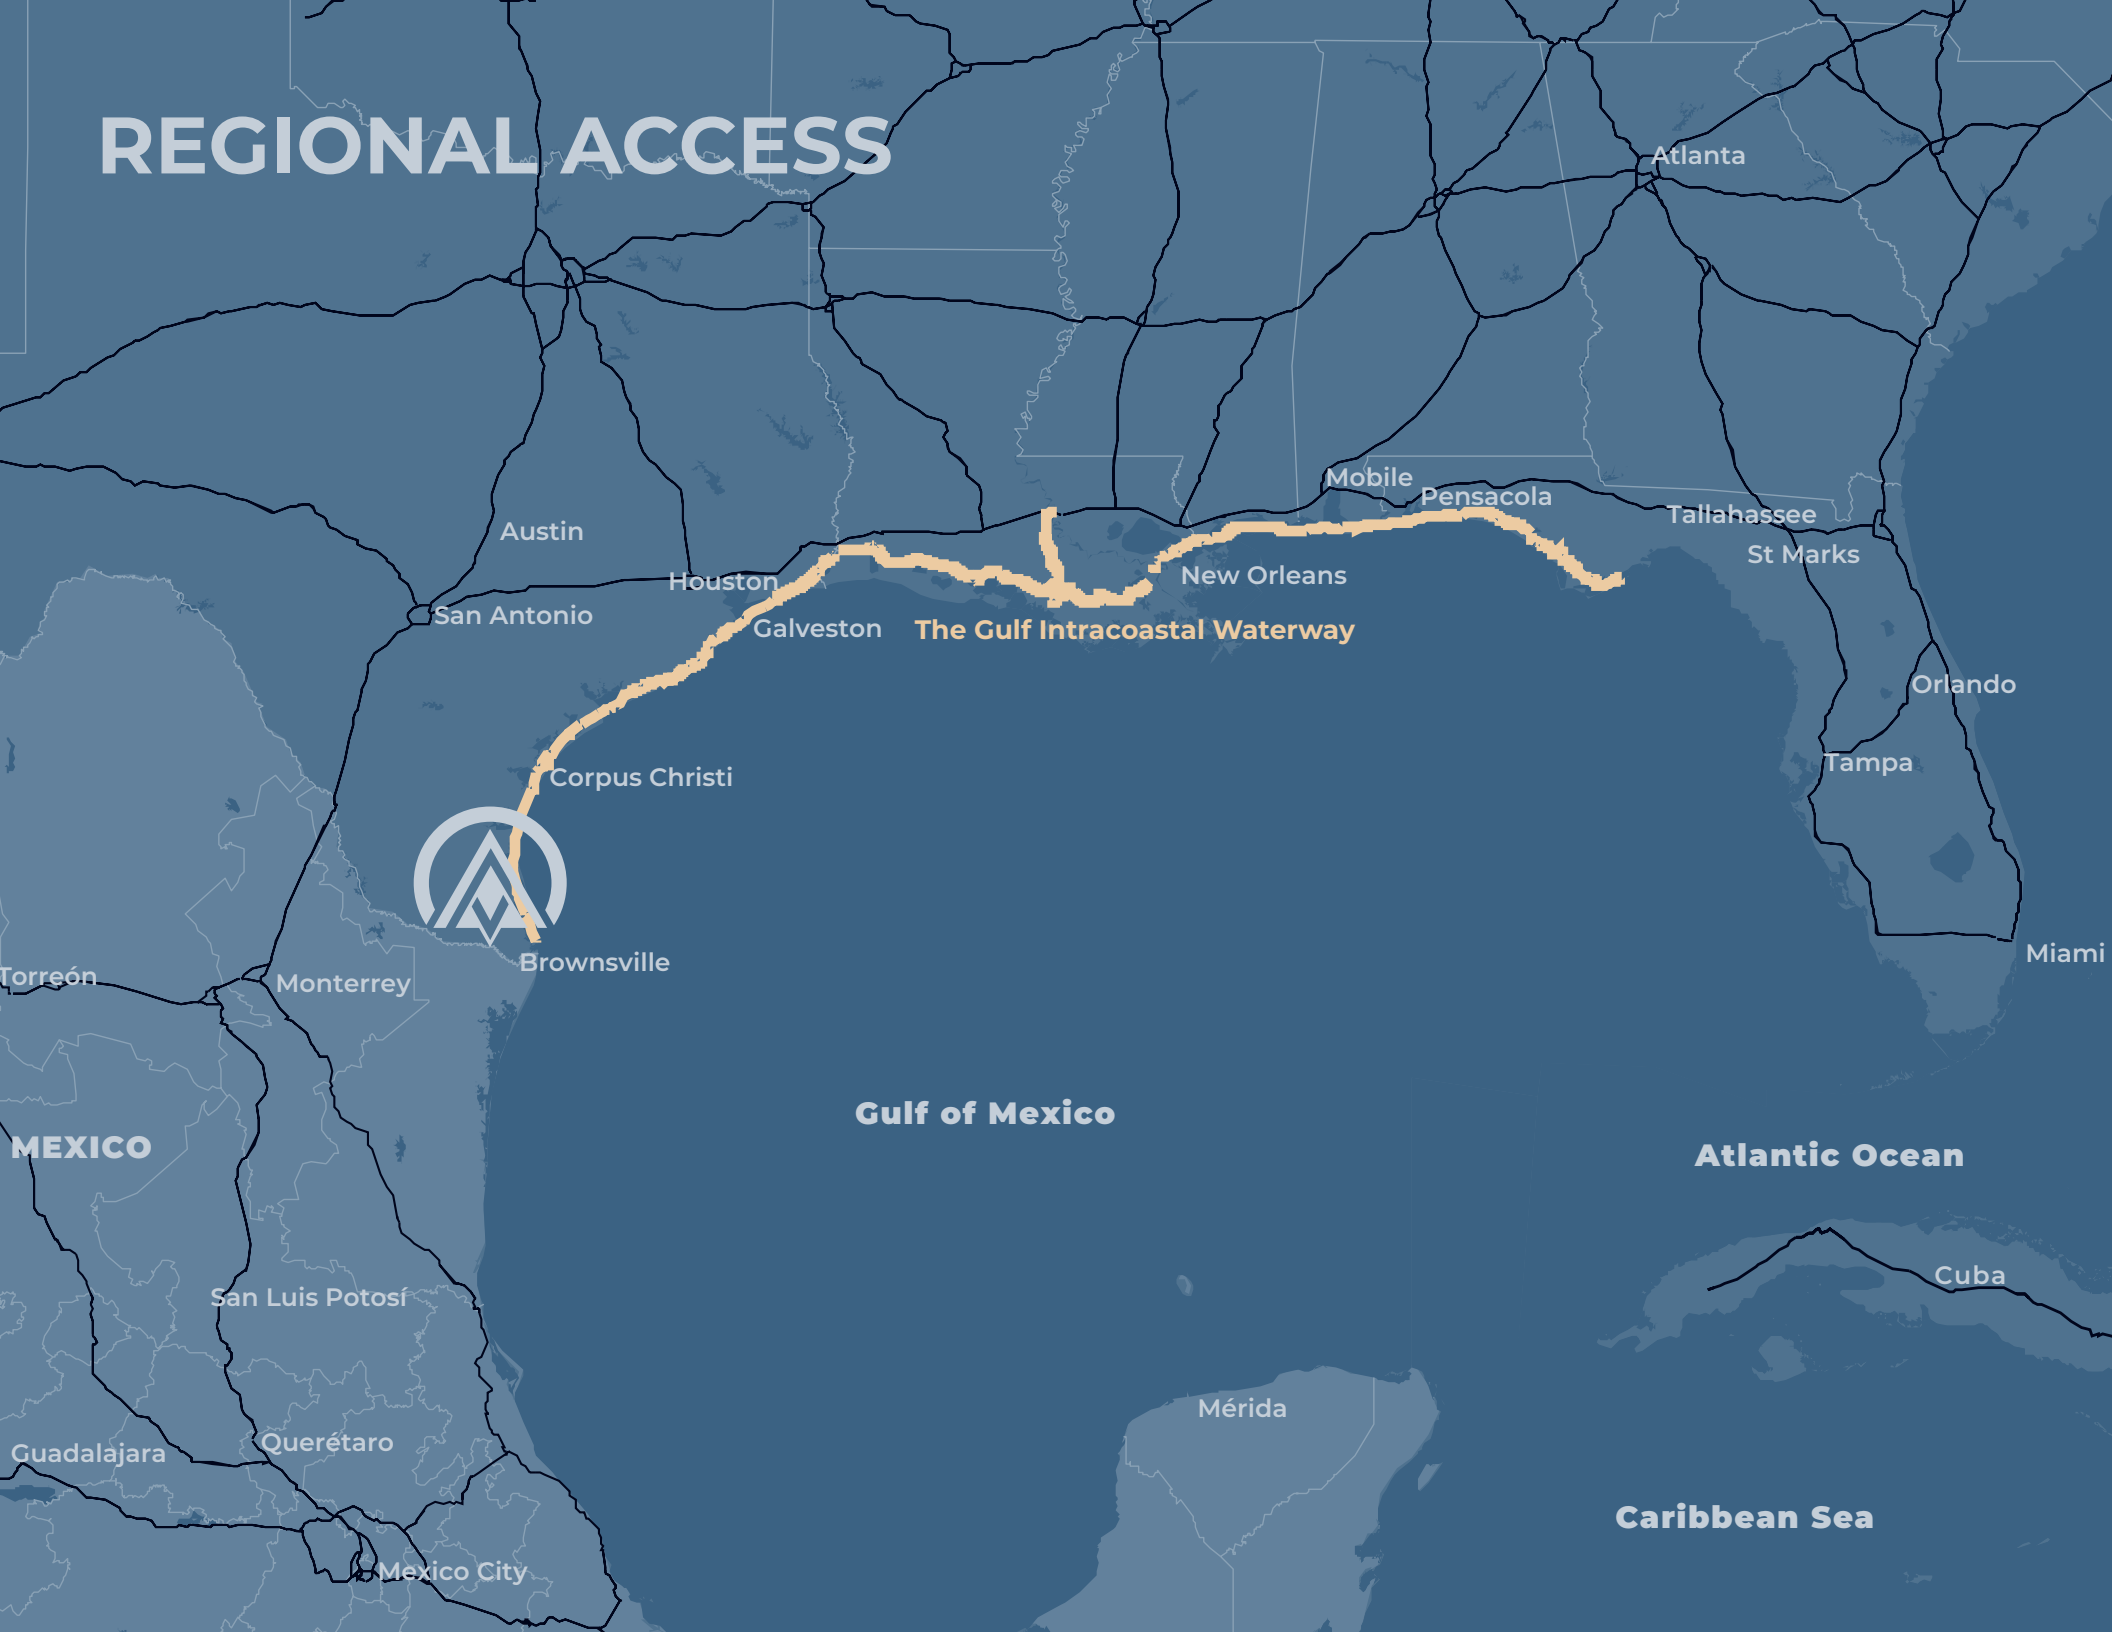 REGIONAL ACCESS
Atlanta
Mobile
Pensacola
Tallahassee
Austin
St Marks
Houston
New Orleans
San Antonio
Galveston
The Gulf Intracoastal Waterway
Orlando
Tampa
Corpus Christi
Miami
Brownsville
Torreón
Monterrey
Gulf of Mexico
MEXICO
Atlantic Ocean
Cuba
San Luis Potosí
Mérida
Querétaro
Guadalajara
Caribbean Sea
Mexico City